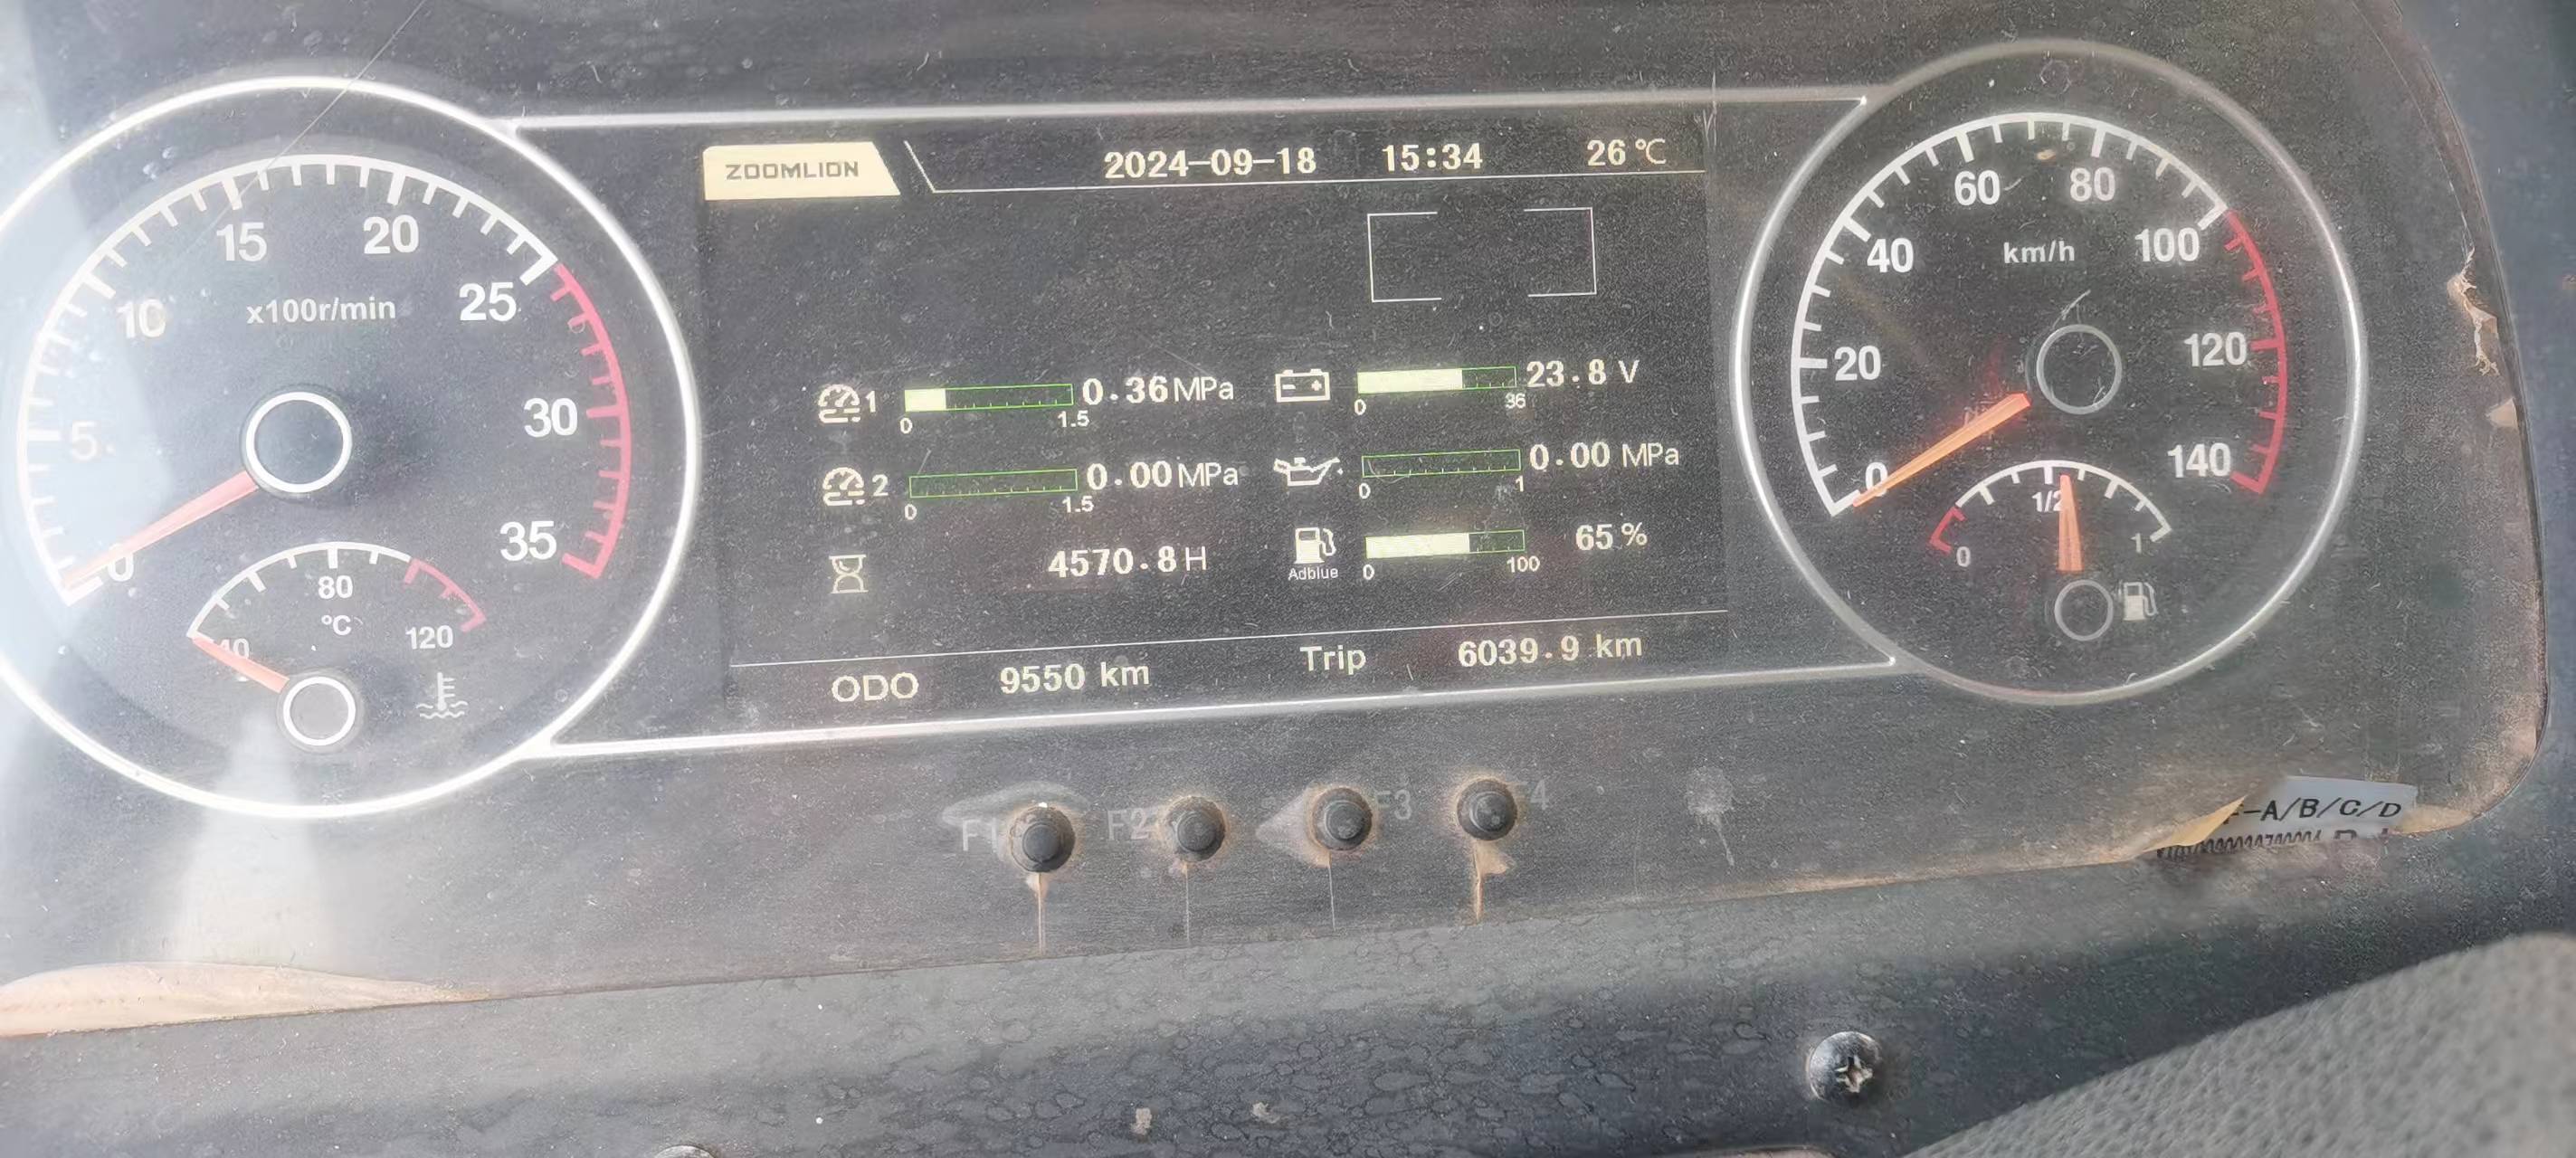 ZOOMLION
2024-09-18 15:34 26℃
0 5 10 15 20 25 30 35
x100r/min
40 80 120
℃
1 0.36 MPa
0 1.5
2 0.00 MPa
0 1.5
4570.8 H
23.8 V
0 36
0.00 MPa
0 1
Adblue 65 %
0 100
ODO 9550 km Trip 6039.9 km
0 20 40 60 80 100 120 140
km/h
0 1/2 1
F1 F2 F3 F4
-A/B/C/D